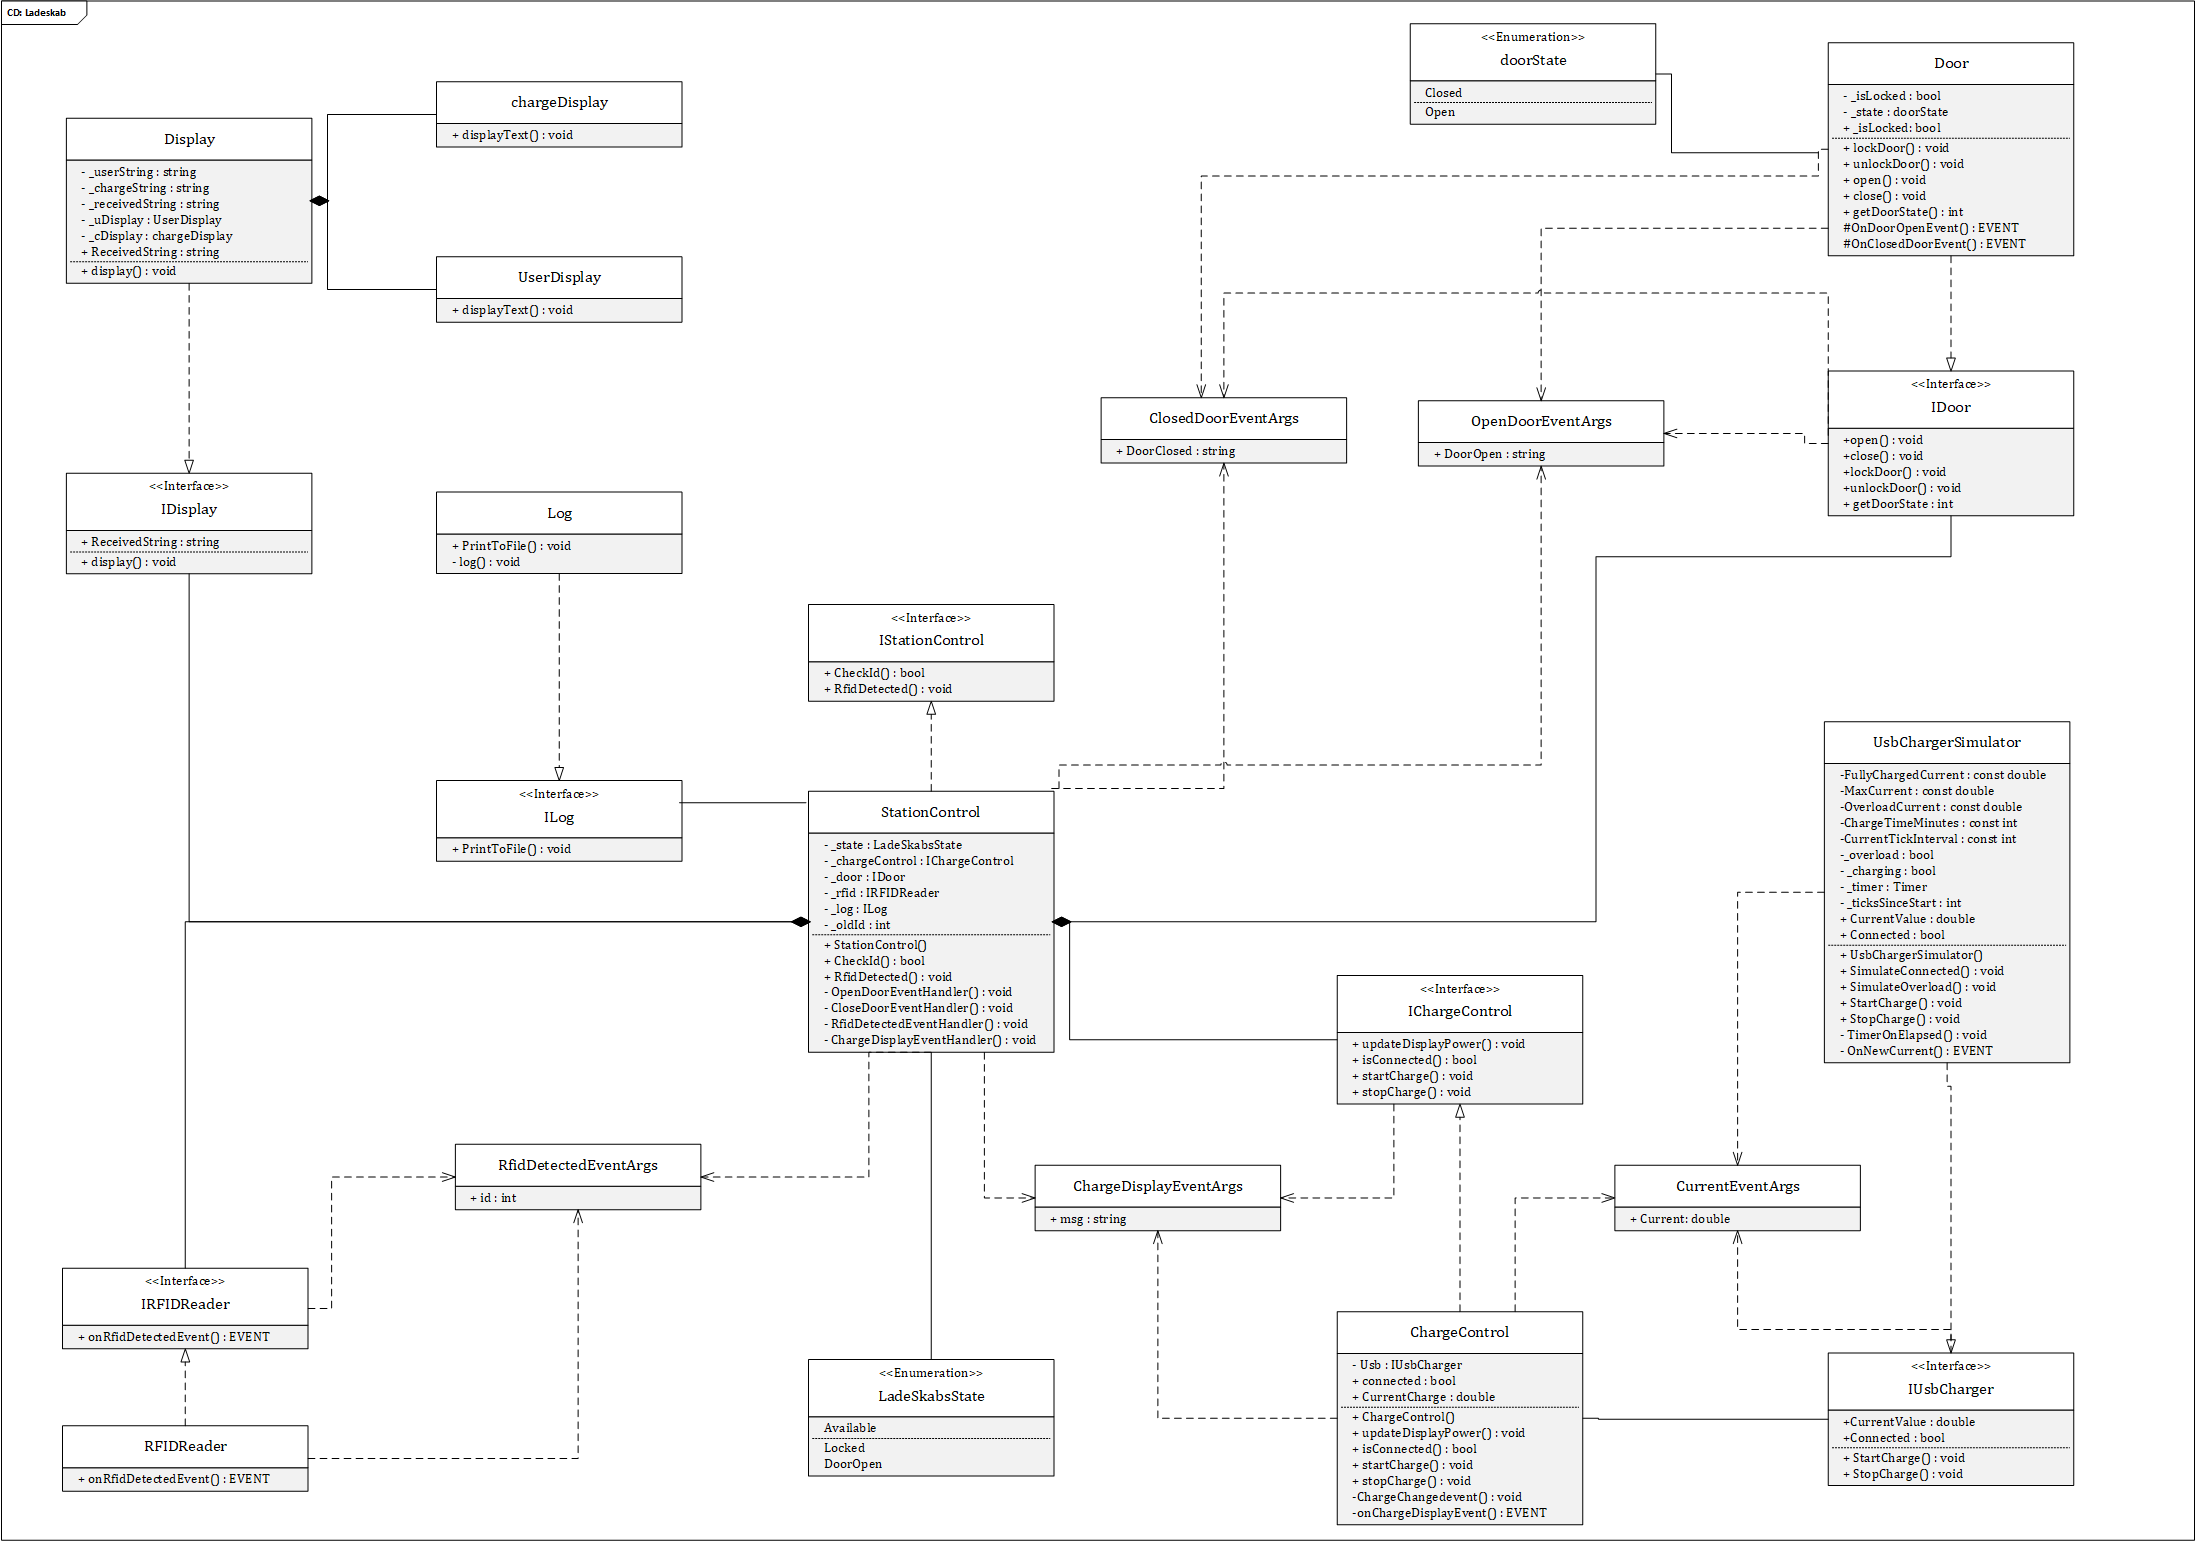 CD: Ladeskab
<<Enumeration>>
doorState
Closed
Open
Door
- _isLocked : bool
- _state : doorState
+ _isLocked: bool
+ lockDoor() : void
+ unlockDoor() : void
+ open() : void
+ close() : void
+ getDoorState() : int
#OnDoorOpenEvent() : EVENT
#OnClosedDoorEvent() : EVENT
chargeDisplay
+ displayText() : void
Display
- _userString : string
- _chargeString : string
- _receivedString : string
- _uDisplay : UserDisplay
- _cDisplay : chargeDisplay
+ ReceivedString : string
+ display() : void
UserDisplay
+ displayText() : void
ClosedDoorEventArgs
+ DoorClosed : string
OpenDoorEventArgs
+ DoorOpen : string
<<Interface>>
IDoor
+open() : void
+close() : void
+lockDoor() : void
+unlockDoor() : void
+ getDoorState : int
<<Interface>>
IDisplay
+ ReceivedString : string
+ display() : void
Log
+ PrintToFile() : void
- log() : void
<<Interface>>
IStationControl
+ CheckId() : bool
+ RfidDetected() : void
<<Interface>>
ILog
+ PrintToFile() : void
StationControl
- _state : LadeSkabsState
- _chargeControl : IChargeControl
- _door : IDoor
- _rfid : IRFIDReader
- _log : ILog
- _oldId : int
+ StationControl()
+ CheckId() : bool
+ RfidDetected() : void
- OpenDoorEventHandler() : void
- CloseDoorEventHandler() : void
- RfidDetectedEventHandler() : void
- ChargeDisplayEventHandler() : void
UsbChargerSimulator
-FullyChargedCurrent : const double
-MaxCurrent : const double
-OverloadCurrent : const double
-ChargeTimeMinutes : const int
-CurrentTickInterval : const int
-_overload : bool
- _charging : bool
- _timer : Timer
- _ticksSinceStart : int
+ CurrentValue : double
+ Connected : bool
+ UsbChargerSimulator()
+ SimulateConnected() : void
+ SimulateOverload() : void
+ StartCharge() : void
+ StopCharge() : void
- TimerOnElapsed() : void
- OnNewCurrent() : EVENT
<<Interface>>
IChargeControl
+ updateDisplayPower() : void
+ isConnected() : bool
+ startCharge() : void
+ stopCharge() : void
RfidDetectedEventArgs
+ id : int
ChargeDisplayEventArgs
+ msg : string
CurrentEventArgs
+ Current: double
<<Interface>>
IRFIDReader
+ onRfidDetectedEvent() : EVENT
RFIDReader
+ onRfidDetectedEvent() : EVENT
<<Enumeration>>
LadeSkabsState
Available
Locked
DoorOpen
ChargeControl
- Usb : IUsbCharger
+ connected : bool
+ CurrentCharge : double
+ ChargeControl()
+ updateDisplayPower() : void
+ isConnected() : bool
+ startCharge() : void
+ stopCharge() : void
-ChargeChangedevent() : void
-onChargeDisplayEvent() : EVENT
<<Interface>>
IUsbCharger
+CurrentValue : double
+Connected : bool
+ StartCharge() : void
+ StopCharge() : void